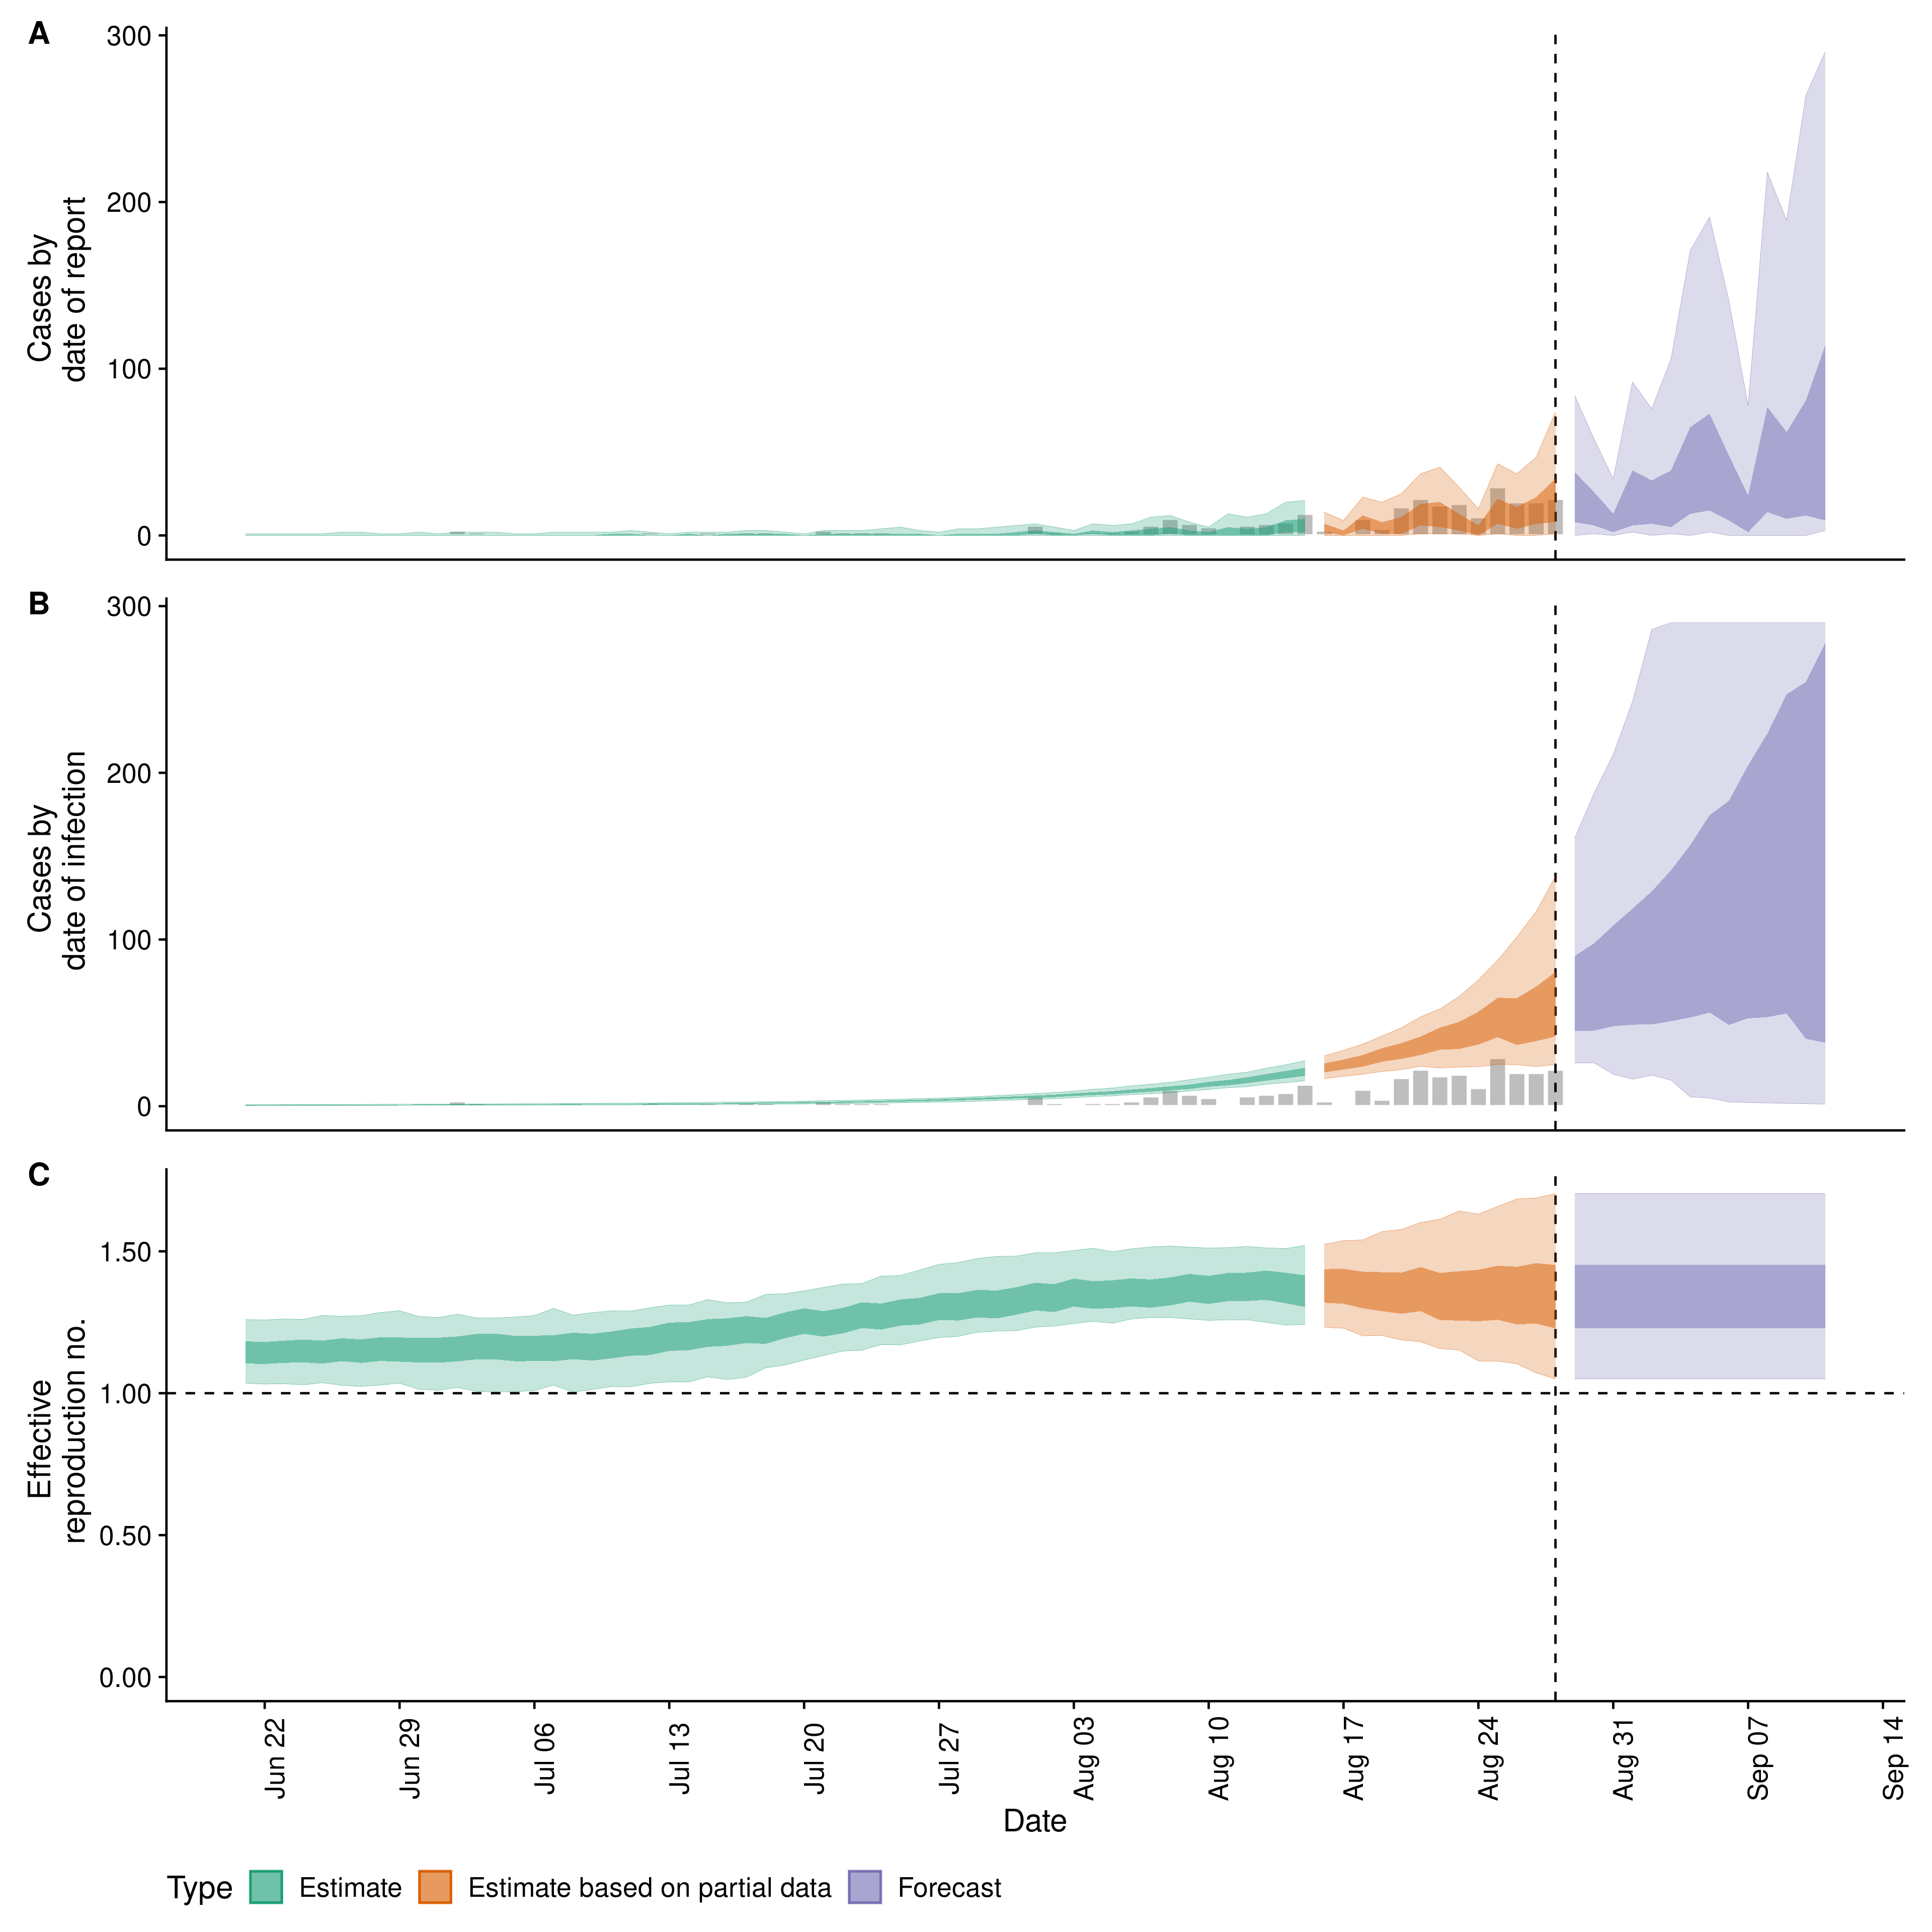 A
300
200
100
0
Cases by
date of report
B
300
200
100
0
Cases by
date of infection
C
1.50
1.00
0.50
0.00
Effective
reproduction no.
Jun 22
Jun 29
Jul 06
Jul 13
Jul 20
Jul 27
Aug 03
Aug 10
Aug 17
Aug 24
Aug 31
Sep 07
Sep 14
Date
Type Estimate Estimate based on partial data Forecast